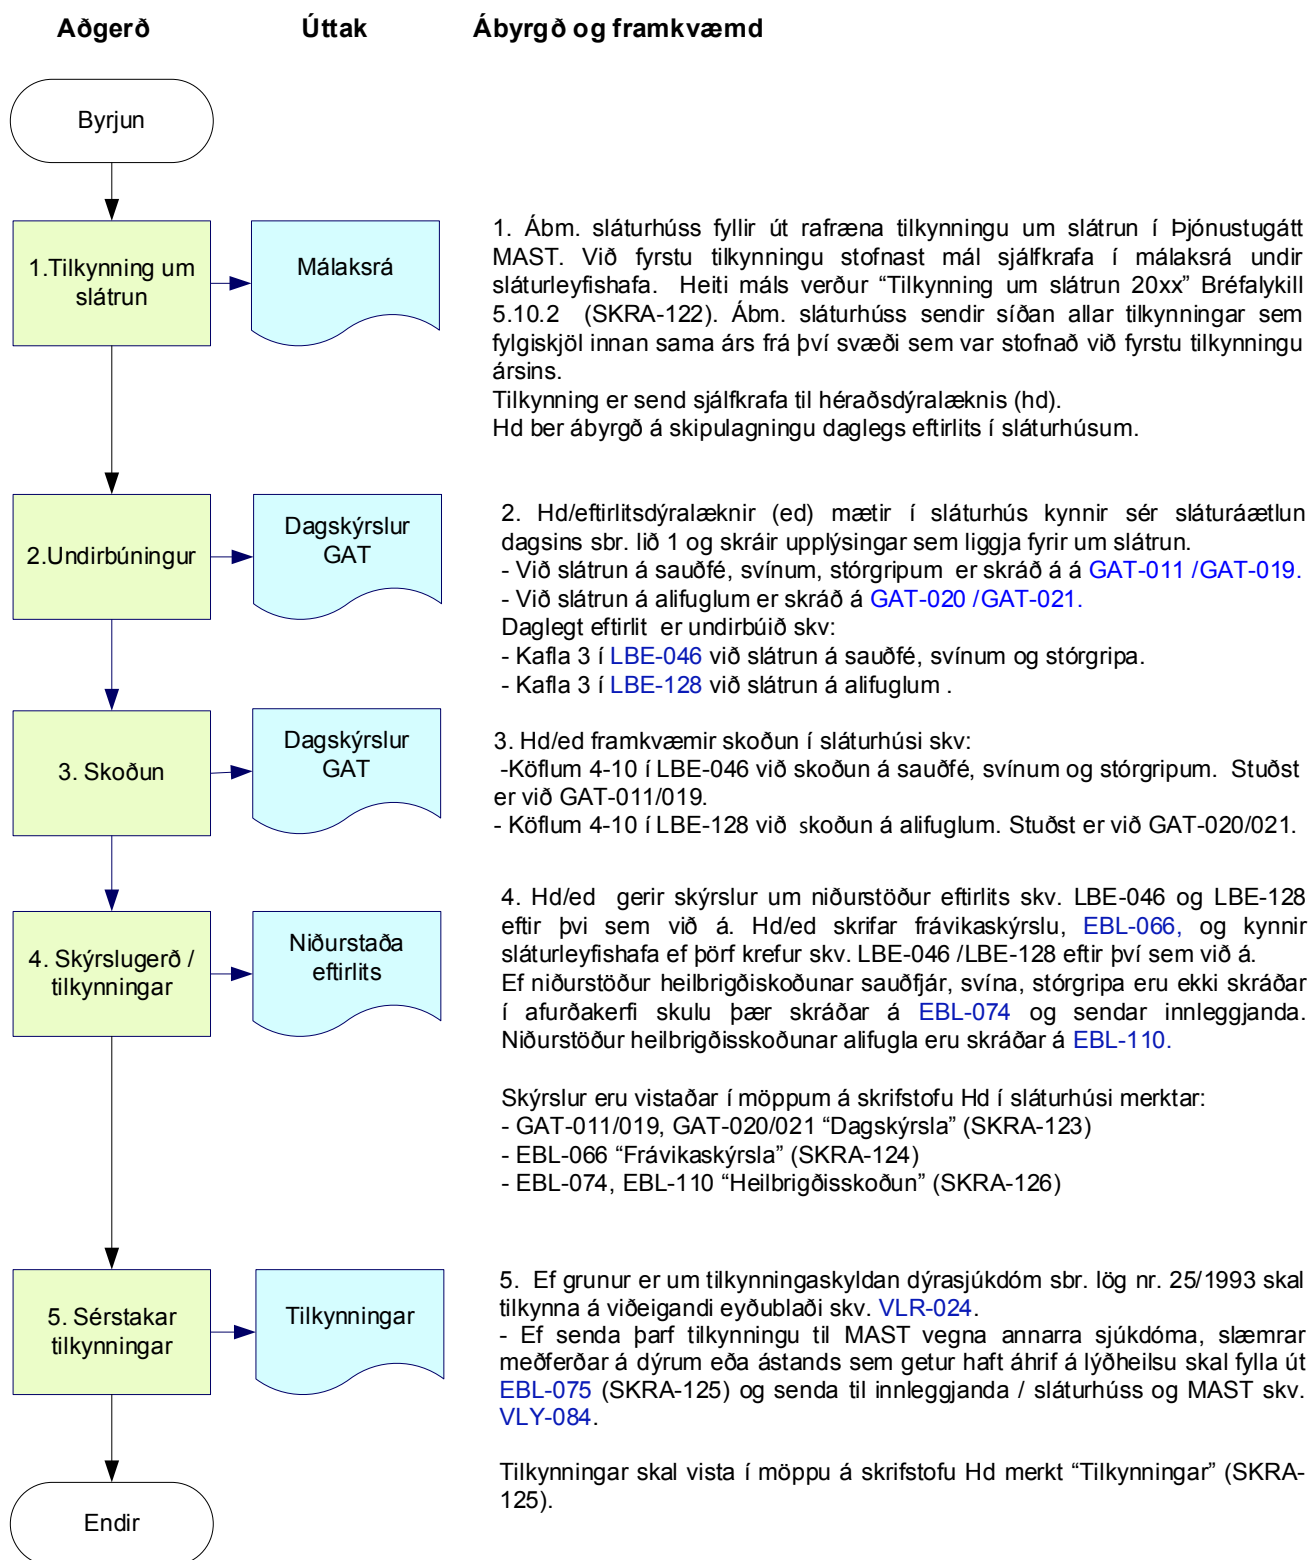 Aðgerð Úttak Ábyrgð og framkvæmd
Byrjun
1.Tilkynning um
slátrun
Málaksrá
1. Ábm. sláturhúss fyllir út rafræna tilkynningu um slátrun í Þjónustugátt
MAST. Við fyrstu tilkynningu stofnast mál sjálfkrafa í málaksrá undir
sláturleyfishafa. Heiti máls verður “Tilkynning um slátrun 20xx” Bréfalykill
5.10.2 (SKRA-122). Ábm. sláturhúss sendir síðan allar tilkynningar sem
fylgiskjöl innan sama árs frá því svæði sem var stofnað við fyrstu tilkynningu
ársins.
Tilkynning er send sjálfkrafa til héraðsdýralæknis (hd).
Hd ber ábyrgð á skipulagningu daglegs eftirlits í sláturhúsum.
2.Undirbúningur
Dagskýrslur
GAT
2. Hd/eftirlitsdýralæknir (ed) mætir í sláturhús kynnir sér sláturáætlun
dagsins sbr. lið 1 og skráir upplýsingar sem liggja fyrir um slátrun.
- Við slátrun á sauðfé, svínum, stórgripum er skráð á á GAT-011 /GAT-019.
- Við slátrun á alifuglum er skráð á GAT-020 /GAT-021.
Daglegt eftirlit er undirbúið skv:
- Kafla 3 í LBE-046 við slátrun á sauðfé, svínum og stórgripa.
- Kafla 3 í LBE-128 við slátrun á alifuglum .
3. Skoðun
Dagskýrslur
GAT
3. Hd/ed framkvæmir skoðun í sláturhúsi skv:
-Köflum 4-10 í LBE-046 við skoðun á sauðfé, svínum og stórgripum. Stuðst
er við GAT-011/019.
- Köflum 4-10 í LBE-128 við skoðun á alifuglum. Stuðst er við GAT-020/021.
4. Skýrslugerð /
tilkynningar
Niðurstaða
eftirlits
4. Hd/ed gerir skýrslur um niðurstöður eftirlits skv. LBE-046 og LBE-128
eftir þvi sem við á. Hd/ed skrifar frávikaskýrslu, EBL-066, og kynnir
sláturleyfishafa ef þörf krefur skv. LBE-046 /LBE-128 eftir því sem við á.
Ef niðurstöður heilbrigðiskoðunar sauðfjár, svína, stórgripa eru ekki skráðar
í afurðakerfi skulu þær skráðar á EBL-074 og sendar innleggjanda.
Niðurstöður heilbrigðisskoðunar alifugla eru skráðar á EBL-110.
Skýrslur eru vistaðar í möppum á skrifstofu Hd í sláturhúsi merktar:
- GAT-011/019, GAT-020/021 “Dagskýrsla” (SKRA-123)
- EBL-066 “Frávikaskýrsla” (SKRA-124)
- EBL-074, EBL-110 “Heilbrigðisskoðun” (SKRA-126)
5. Sérstakar
tilkynningar
Tilkynningar
5. Ef grunur er um tilkynningaskyldan dýrasjúkdóm sbr. lög nr. 25/1993 skal
tilkynna á viðeigandi eyðublaði skv. VLR-024.
- Ef senda þarf tilkynningu til MAST vegna annarra sjúkdóma, slæmrar
meðferðar á dýrum eða ástands sem getur haft áhrif á lýðheilsu skal fylla út
EBL-075 (SKRA-125) og senda til innleggjanda / sláturhúss og MAST skv.
VLY-084.
Tilkynningar skal vista í möppu á skrifstofu Hd merkt “Tilkynningar” (SKRA-
125).
Endir